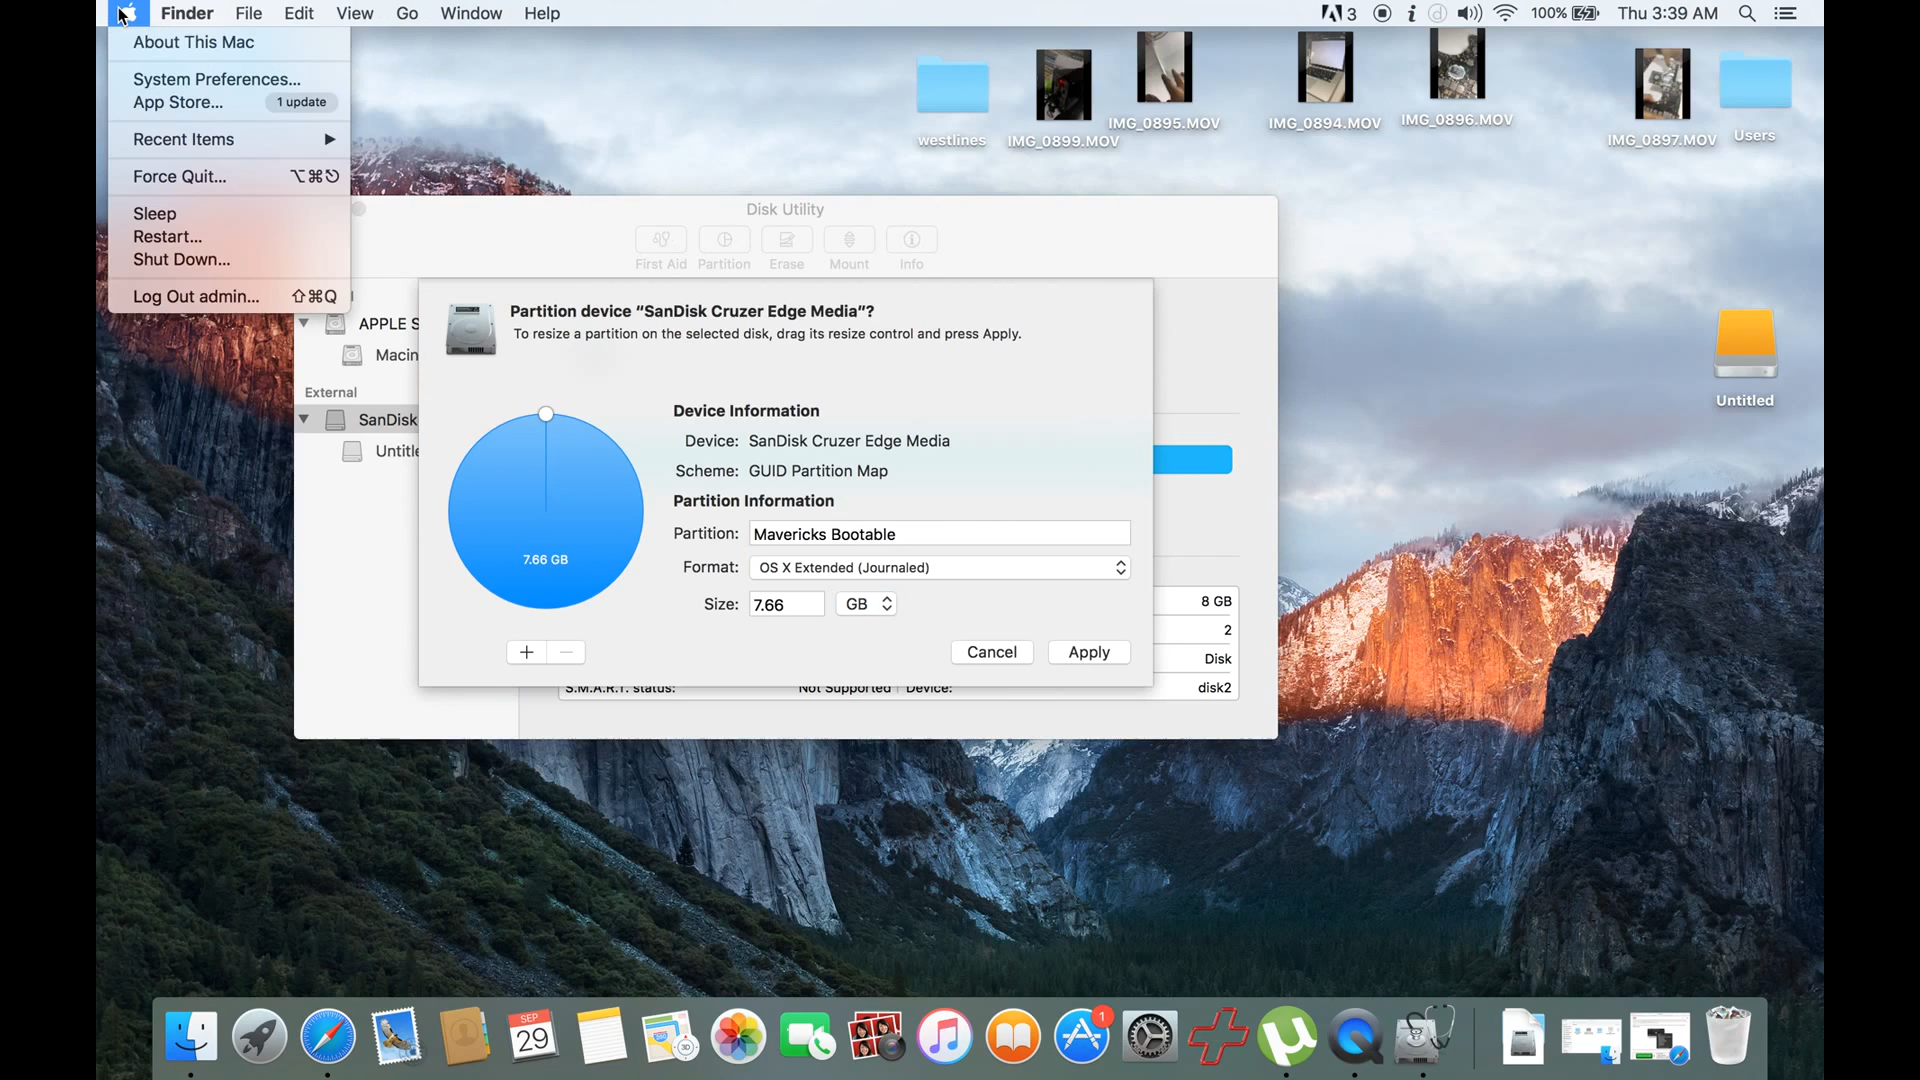 Finder File Edit View Go Window Help 3 100% Thu 3:39 AM
About This Mac
System Preferences...
App Store... 1 update
Recent Items
Force Quit... ⌥⌘⎋
Sleep
Restart...
Shut Down...
Log Out admin... ⇧⌘Q
westlines
IMG_0899.MOV
IMG_0895.MOV
IMG_0894.MOV
IMG_0896.MOV
IMG_0897.MOV
Users
Untitled
Disk Utility
First Aid Partition Erase Mount Info
APPLE S
Macin
External
SanDisk
Untitle
Partition device “SanDisk Cruzer Edge Media”?
To resize a partition on the selected disk, drag its resize control and press Apply.
7.66 GB
Device Information
Device: SanDisk Cruzer Edge Media
Scheme: GUID Partition Map
Partition Information
Partition: Mavericks Bootable
Format: OS X Extended (Journaled)
Size: 7.66 GB
+ −
Cancel Apply
8 GB
2
Disk
S.M.A.R.T. status: Not Supported Device: disk2
SEP
29
1